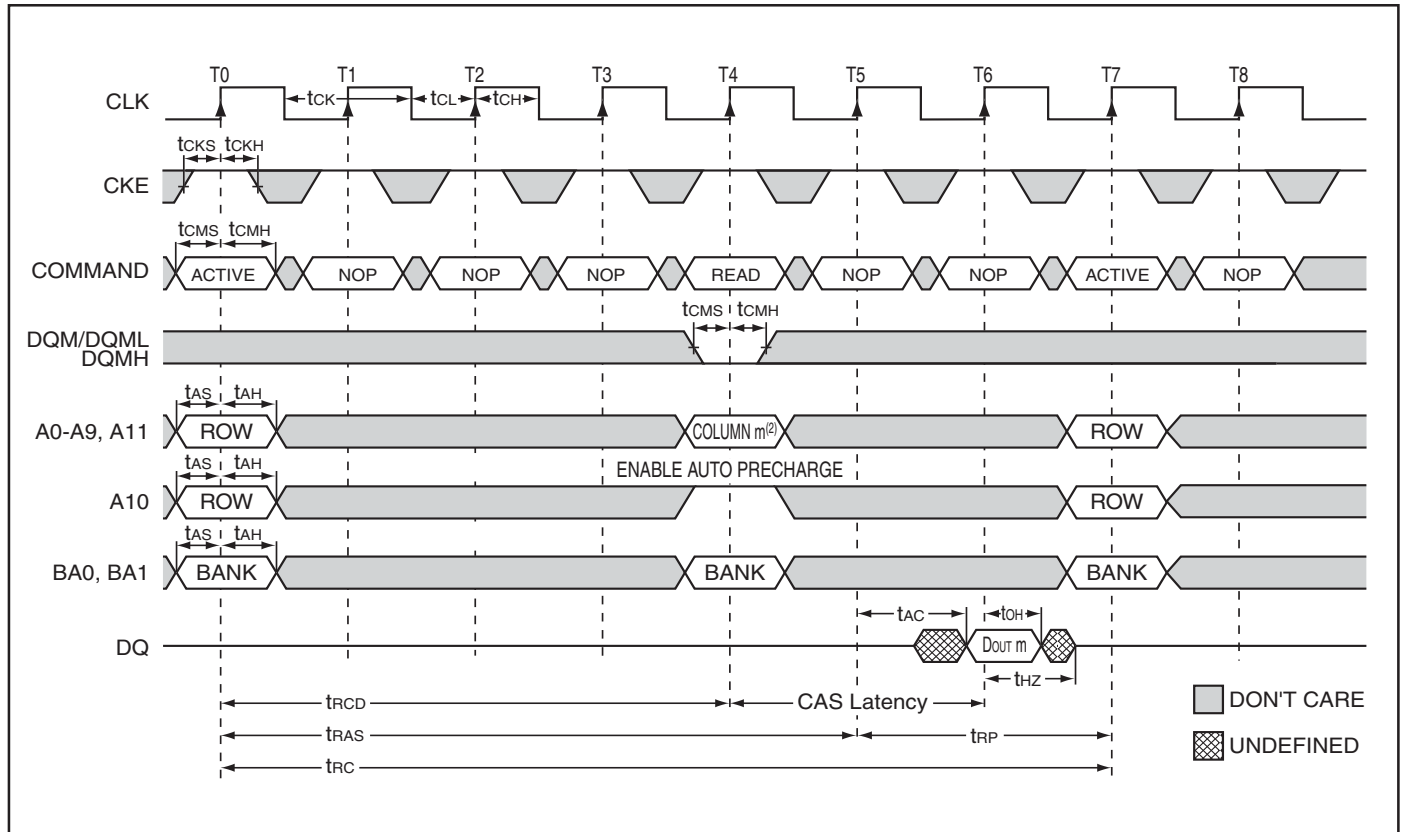 T0 T1 T2 T3 T4 T5 T6 T7 T8
CLK tCK tCL tCH
tCKS tCKH
CKE
tCMS tCMH
COMMAND ACTIVE NOP NOP NOP READ NOP NOP ACTIVE NOP
tCMS tCMH
DQM/DQML
DQMH
tAS tAH
A0-A9, A11 ROW COLUMN m(2) ROW
tAS tAH ENABLE AUTO PRECHARGE
A10 ROW ROW
tAS tAH
BA0, BA1 BANK BANK BANK
tAC tOH
DQ DOUT m
tHZ
tRCD CAS Latency DON'T CARE
tRAS tRP
UNDEFINED
tRC